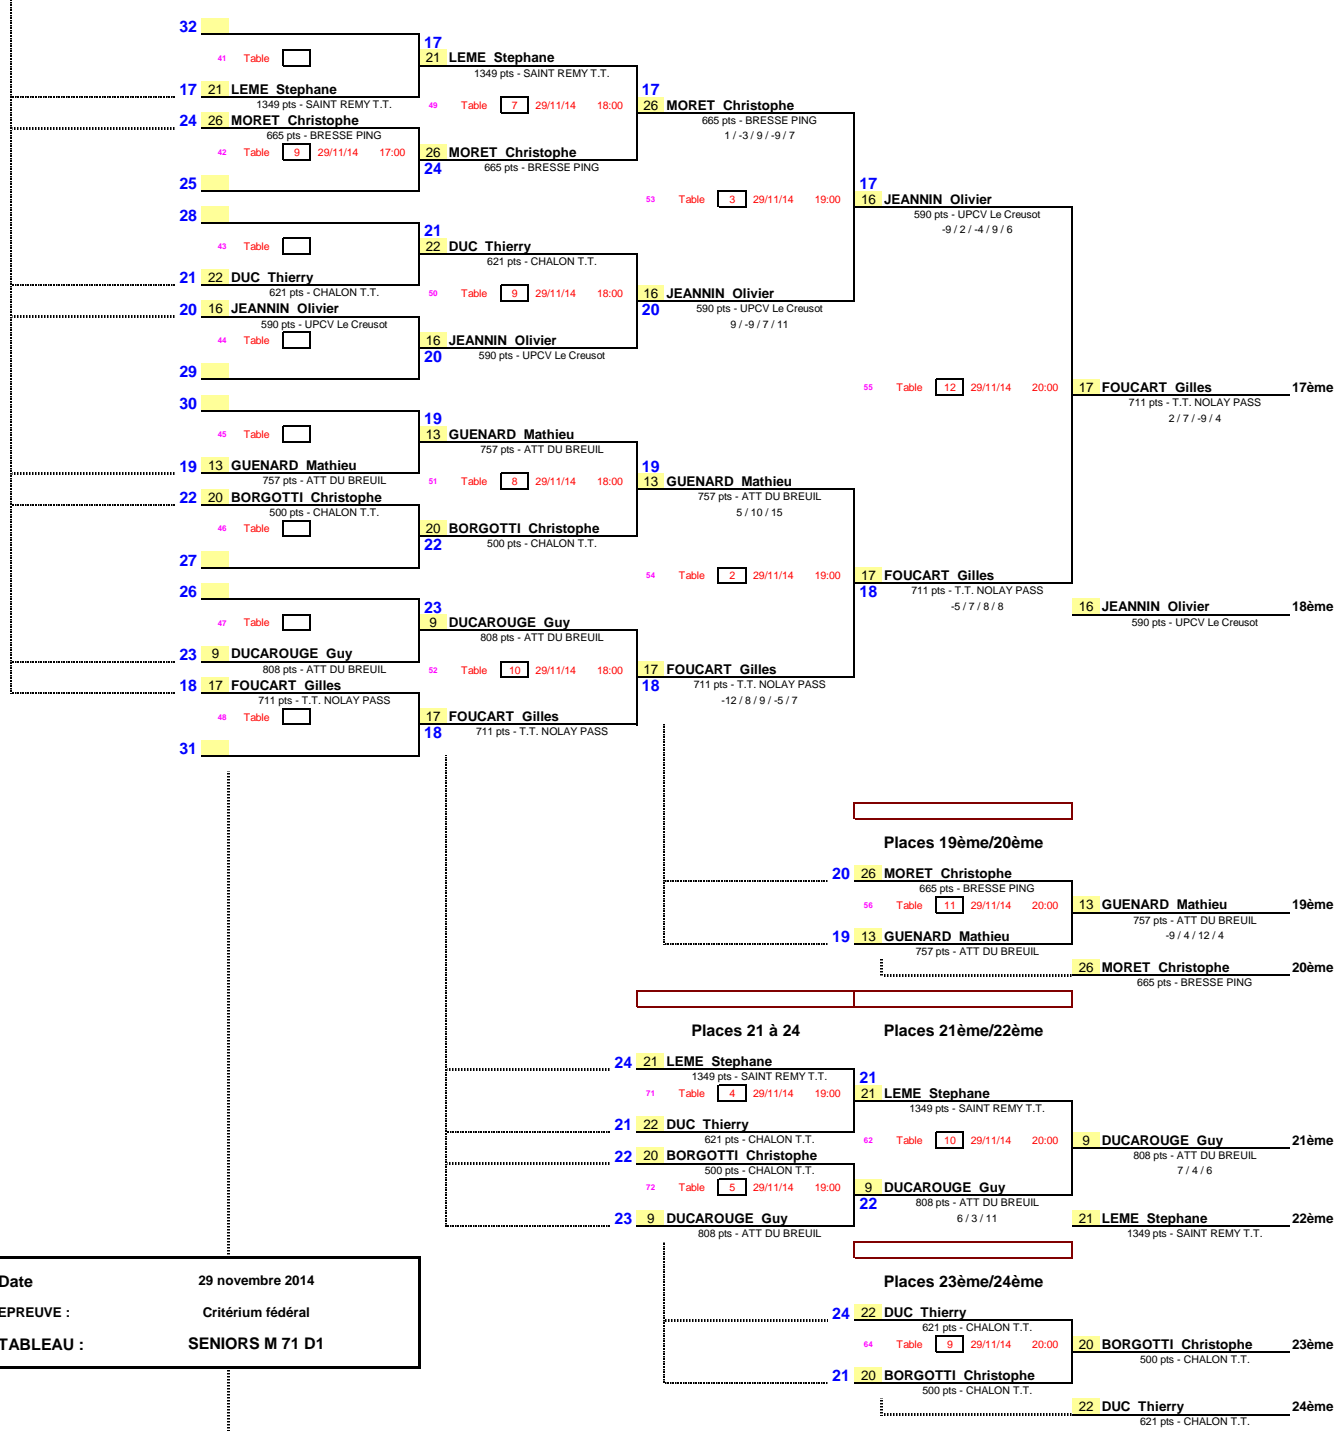 32
17
41 Table
21 LEME Stephane
1349 pts - SAINT REMY T.T.
17 21 LEME Stephane
1349 pts - SAINT REMY T.T.
49 Table 7 29/11/14 18:00
17
26 MORET Christophe
665 pts - BRESSE PING
1 / -3 / 9 / -9 / 7
24 26 MORET Christophe
665 pts - BRESSE PING
42 Table 9 29/11/14 17:00
26 MORET Christophe
24
665 pts - BRESSE PING
25
53 Table 3 29/11/14 19:00
17
16 JEANNIN Olivier
590 pts - UPCV Le Creusot
-9 / 2 / -4 / 9 / 6
28
21
43 Table
22 DUC Thierry
621 pts - CHALON T.T.
21 22 DUC Thierry
621 pts - CHALON T.T.
50 Table 9 29/11/14 18:00
16 JEANNIN Olivier
20
590 pts - UPCV Le Creusot
9 / -9 / 7 / 11
20 16 JEANNIN Olivier
590 pts - UPCV Le Creusot
44 Table
16 JEANNIN Olivier
20
590 pts - UPCV Le Creusot
29
55 Table 12 29/11/14 20:00
17 FOUCART Gilles 17ème
711 pts - T.T. NOLAY PASS
2 / 7 / -9 / 4
30
19
45 Table
13 GUENARD Mathieu
757 pts - ATT DU BREUIL
19 13 GUENARD Mathieu
757 pts - ATT DU BREUIL
51 Table 8 29/11/14 18:00
19
13 GUENARD Mathieu
757 pts - ATT DU BREUIL
5 / 10 / 15
22 20 BORGOTTI Christophe
500 pts - CHALON T.T.
46 Table
20 BORGOTTI Christophe
22
500 pts - CHALON T.T.
27
54 Table 2 29/11/14 19:00
17 FOUCART Gilles
18
711 pts - T.T. NOLAY PASS
-5 / 7 / 8 / 8
16 JEANNIN Olivier 18ème
590 pts - UPCV Le Creusot
26
23
47 Table
9 DUCAROUGE Guy
808 pts - ATT DU BREUIL
23 9 DUCAROUGE Guy
808 pts - ATT DU BREUIL
52 Table 10 29/11/14 18:00
17 FOUCART Gilles
18
711 pts - T.T. NOLAY PASS
-12 / 8 / 9 / -5 / 7
18 17 FOUCART Gilles
711 pts - T.T. NOLAY PASS
48 Table
17 FOUCART Gilles
18
711 pts - T.T. NOLAY PASS
31
Places 19ème/20ème
20 26 MORET Christophe
665 pts - BRESSE PING
56 Table 11 29/11/14 20:00
13 GUENARD Mathieu 19ème
757 pts - ATT DU BREUIL
-9 / 4 / 12 / 4
19 13 GUENARD Mathieu
757 pts - ATT DU BREUIL
26 MORET Christophe 20ème
665 pts - BRESSE PING
Places 21 à 24
Places 21ème/22ème
24 21 LEME Stephane
1349 pts - SAINT REMY T.T.
71 Table 4 29/11/14 19:00
21
21 LEME Stephane
1349 pts - SAINT REMY T.T.
21 22 DUC Thierry
621 pts - CHALON T.T.
62 Table 10 29/11/14 20:00
9 DUCAROUGE Guy 21ème
808 pts - ATT DU BREUIL
7 / 4 / 6
22 20 BORGOTTI Christophe
500 pts - CHALON T.T.
72 Table 5 29/11/14 19:00
9 DUCAROUGE Guy
22
808 pts - ATT DU BREUIL
6 / 3 / 11
23 9 DUCAROUGE Guy
808 pts - ATT DU BREUIL
21 LEME Stephane 22ème
1349 pts - SAINT REMY T.T.
Places 23ème/24ème
24 22 DUC Thierry
621 pts - CHALON T.T.
64 Table 9 29/11/14 20:00
20 BORGOTTI Christophe 23ème
500 pts - CHALON T.T.
21 20 BORGOTTI Christophe
500 pts - CHALON T.T.
22 DUC Thierry 24ème
621 pts - CHALON T.T.
Date 29 novembre 2014
EPREUVE : Critérium fédéral
TABLEAU : SENIORS M 71 D1